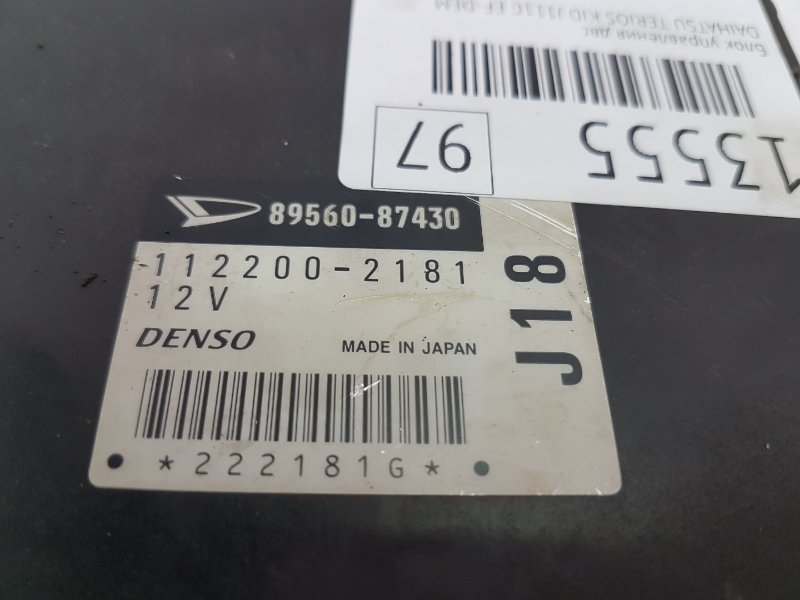 89560-87430
112200-2181
12V
DENSO
MADE IN JAPAN
J18
*222181G*
13555
97
Блок управления двс
DAIHATSU TERIOS KID J111G EF-DEM